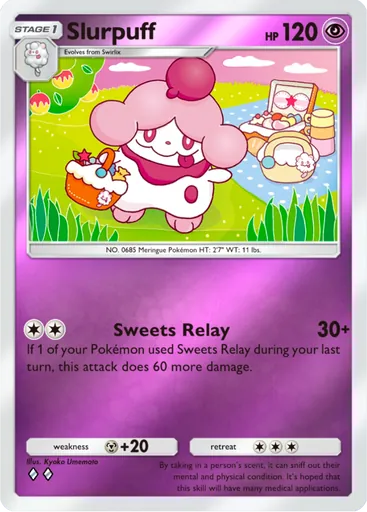 STAGE 1
Slurpuff
HP 120
Evolves from Swirlix
NO. 0685 Meringue Pokémon HT: 2'7" WT: 11 lbs.
Sweets Relay 30+
If 1 of your Pokémon used Sweets Relay during your last
turn, this attack does 60 more damage.
weakness +20
retreat
Illus. Kyoko Umemoto
By taking in a person's scent, it can sniff out their
mental and physical condition. It's hoped that
this skill will have many medical applications.